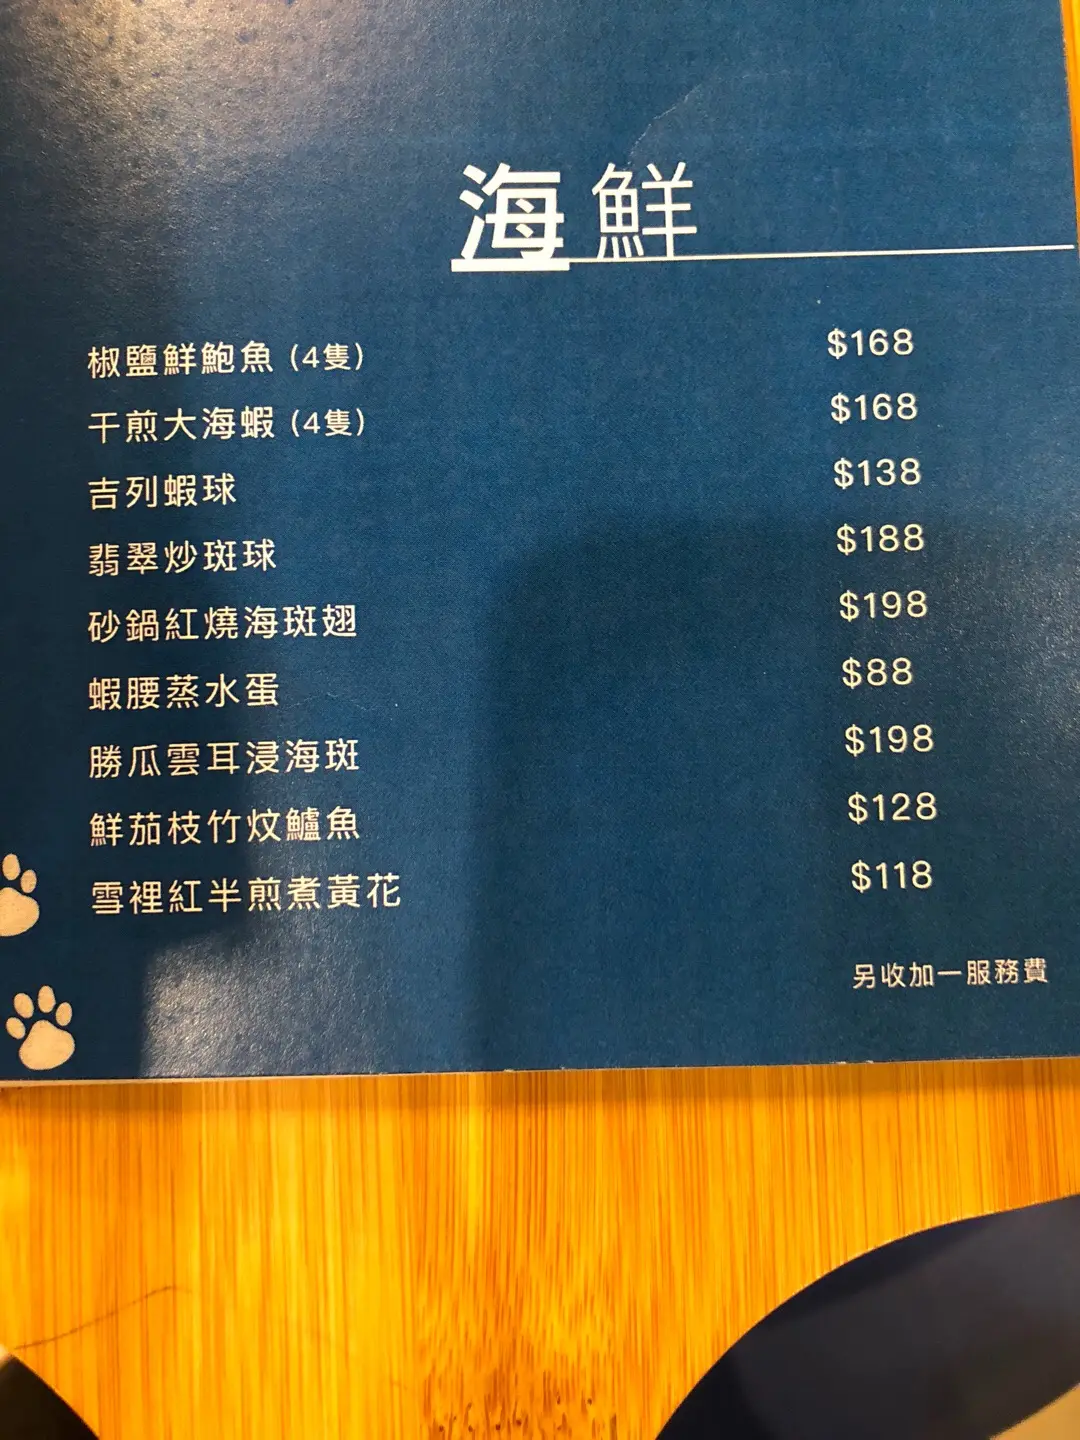 海鮮
椒鹽鮮鮑魚 (4隻) $168
干煎大海蝦 (4隻) $168
吉列蝦球 $138
翡翠炒斑球 $188
砂鍋紅燒海斑翅 $198
蝦腰蒸水蛋 $88
勝瓜雲耳浸海斑 $198
鮮茄枝竹炆鱸魚 $128
雪裡紅半煎煮黃花 $118
另收加一服務費